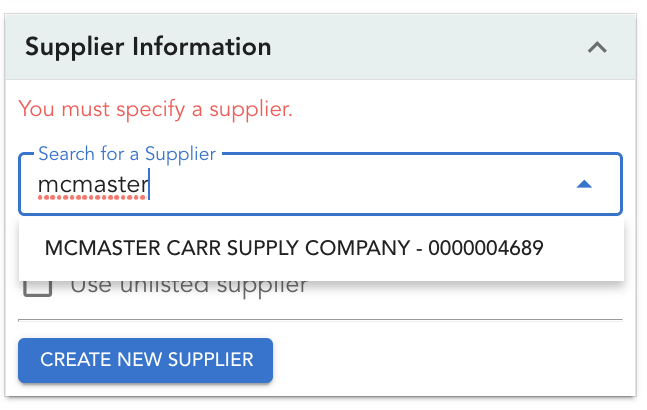 Supplier Information
You must specify a supplier.
Search for a Supplier
mcmaster
MCMASTER CARR SUPPLY COMPANY - 0000004689
Use unlisted supplier
CREATE NEW SUPPLIER